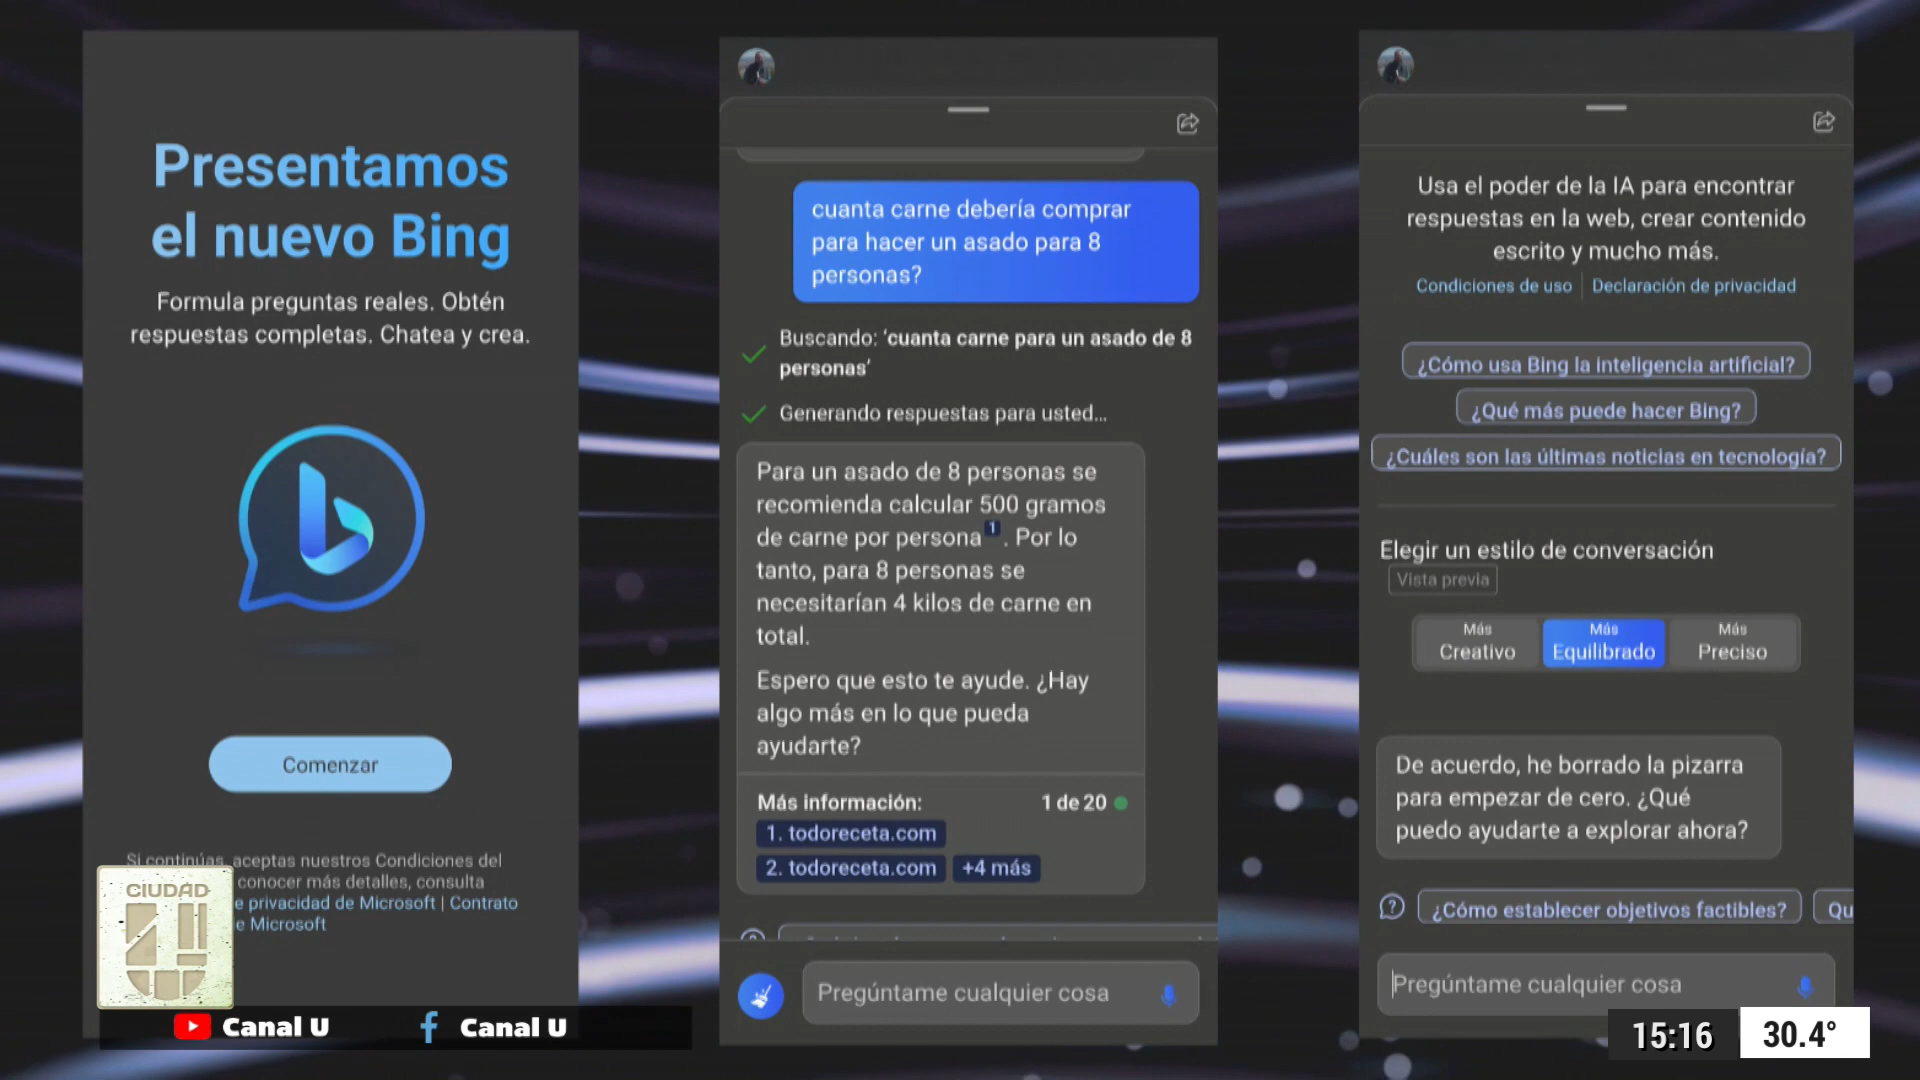 Presentamos
el nuevo Bing
Formula preguntas reales. Obtén
respuestas completas. Chatea y crea.
Comenzar
Si continúas, aceptas nuestros Condiciones del
conocer más detalles, consulta
e privacidad de Microsoft | Contrato
e Microsoft
cuanta carne debería comprar
para hacer un asado para 8
personas?
Buscando: ‘cuanta carne para un asado de 8
personas’
Generando respuestas para usted...
Para un asado de 8 personas se
recomienda calcular 500 gramos
de carne por persona 1 . Por lo
tanto, para 8 personas se
necesitarían 4 kilos de carne en
total.
Espero que esto te ayude. ¿Hay
algo más en lo que pueda
ayudarte?
Más información: 1 de 20
1. todoreceta.com
2. todoreceta.com +4 más
Pregúntame cualquier cosa
Usa el poder de la IA para encontrar
respuestas en la web, crear contenido
escrito y mucho más.
Condiciones de uso | Declaración de privacidad
¿Cómo usa Bing la inteligencia artificial?
¿Qué más puede hacer Bing?
¿Cuáles son las últimas noticias en tecnología?
Elegir un estilo de conversación
Vista previa
Más Creativo
Más Equilibrado
Más Preciso
De acuerdo, he borrado la pizarra
para empezar de cero. ¿Qué
puedo ayudarte a explorar ahora?
¿Cómo establecer objetivos factibles? Qu
Pregúntame cualquier cosa
CIUDAD
U
Canal U Canal U
15:16 30.4°